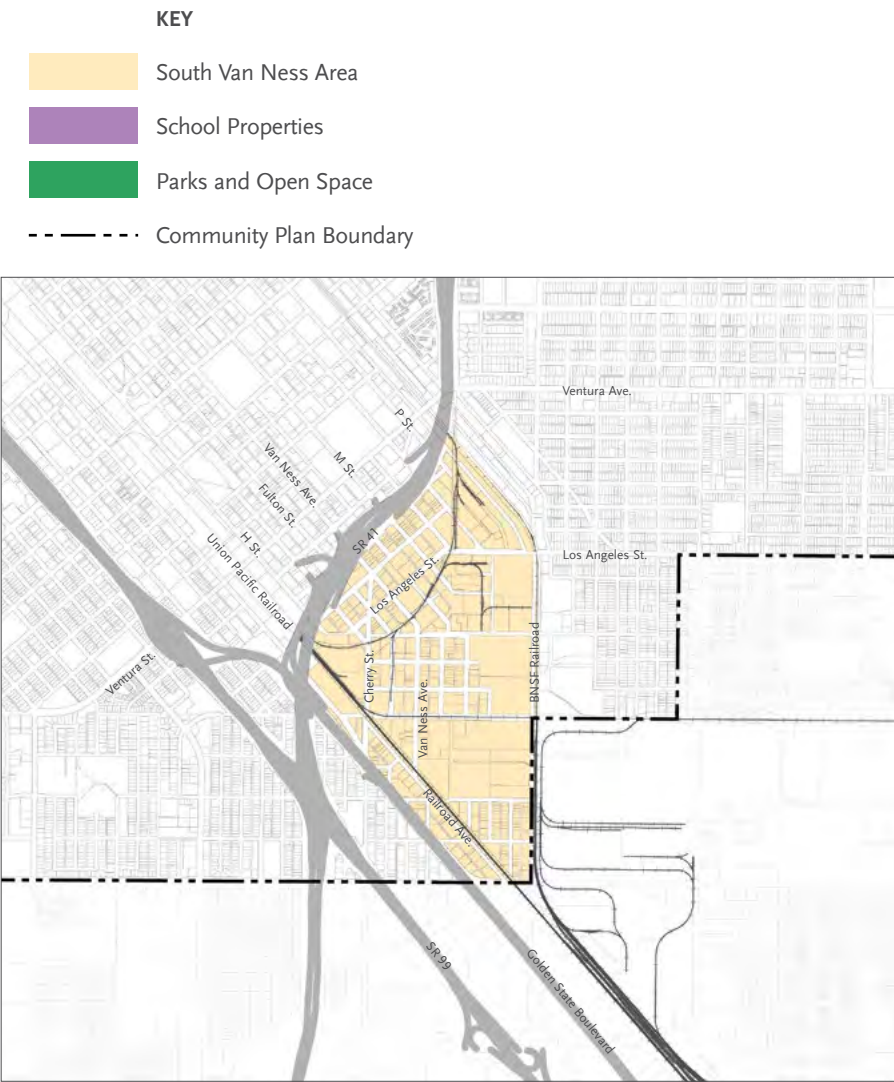 KEY
South Van Ness Area
School Properties
Parks and Open Space
Community Plan Boundary
Ventura Ave.
P St.
M St.
Van Ness Ave.
Fulton St.
H St.
Union Pacific Railroad
SR 41
Los Angeles St.
Los Angeles St.
Ventura St.
Cherry St.
Van Ness Ave.
BNSF Railroad
Railroad Ave.
SR 99
Golden State Boulevard